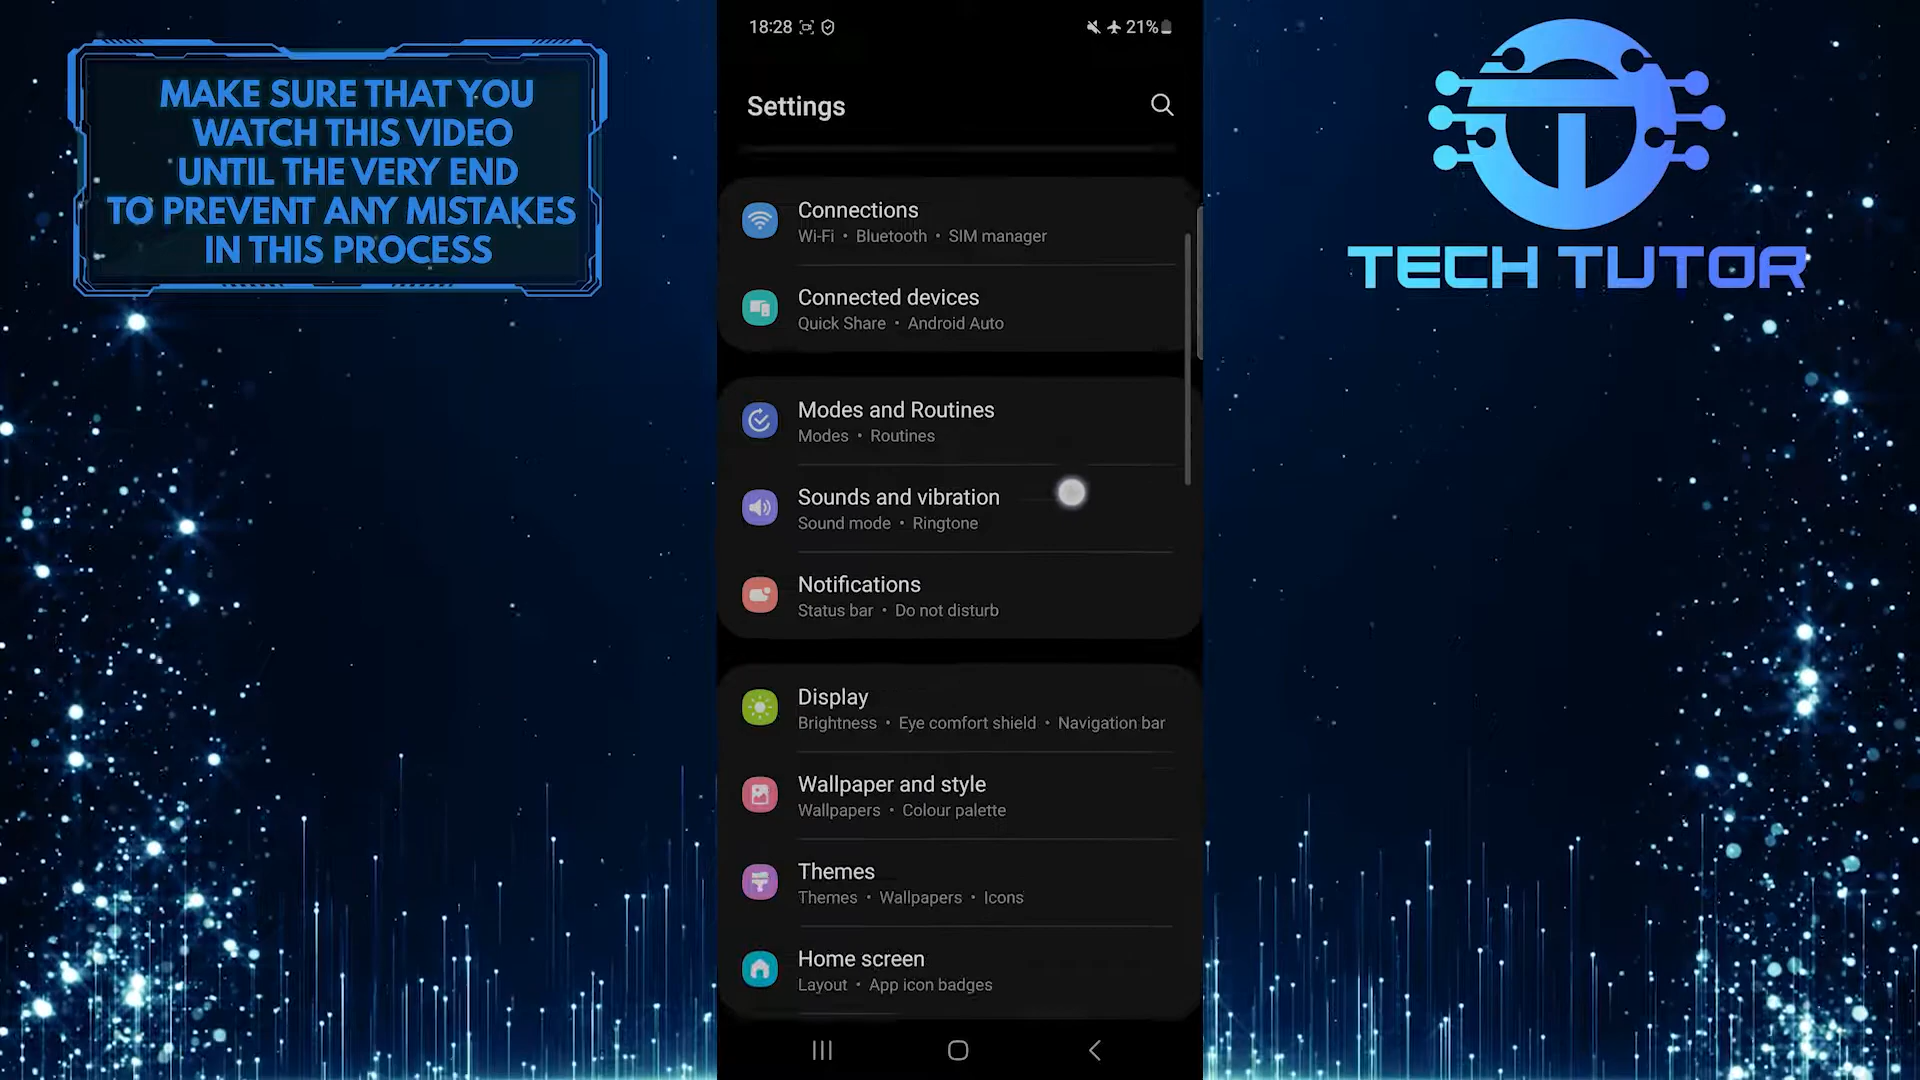 MAKE SURE THAT YOU
WATCH THIS VIDEO
UNTIL THE VERY END
TO PREVENT ANY MISTAKES
IN THIS PROCESS
18:28
21%
Settings
Connections
Wi-Fi • Bluetooth • SIM manager
Connected devices
Quick Share • Android Auto
Modes and Routines
Modes • Routines
Sounds and vibration
Sound mode • Ringtone
Notifications
Status bar • Do not disturb
Display
Brightness • Eye comfort shield • Navigation bar
Wallpaper and style
Wallpapers • Colour palette
Themes
Themes • Wallpapers • Icons
Home screen
Layout • App icon badges
TECH TUTOR